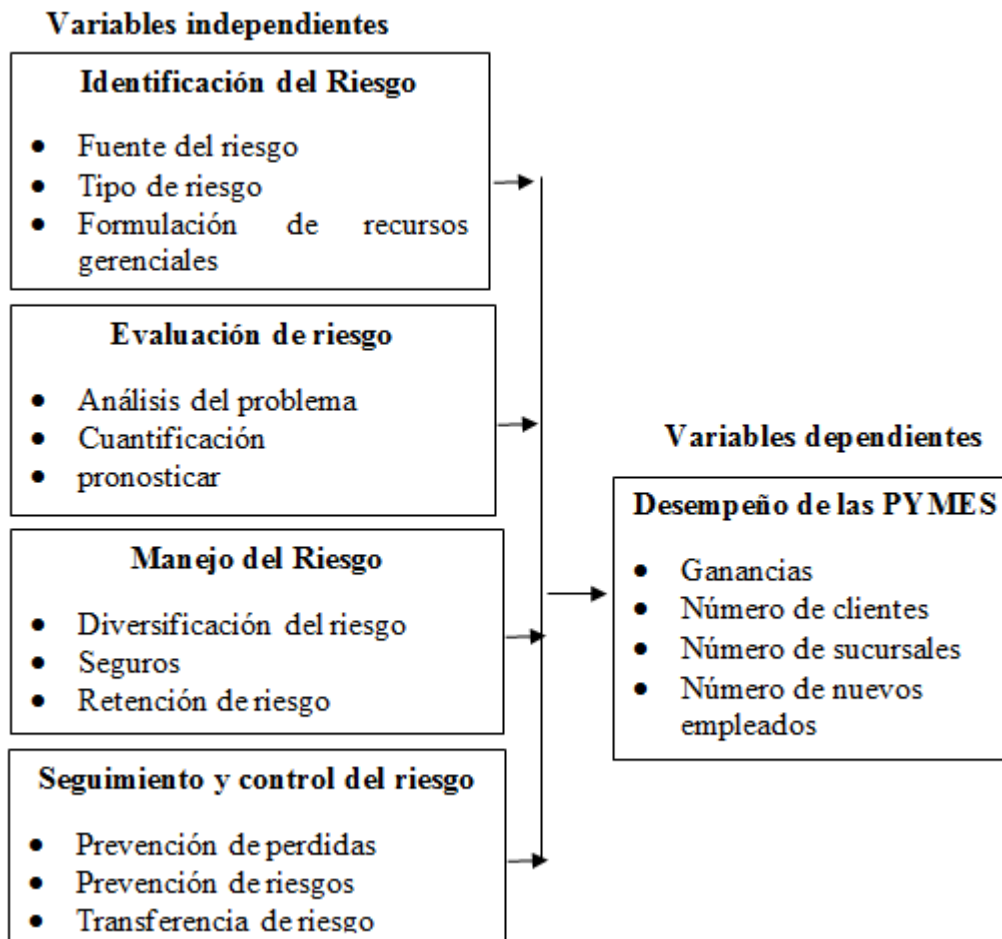 Variables independientes
Identificación del Riesgo
• Fuente del riesgo
• Tipo de riesgo
• Formulación de recursos
gerenciales
Evaluación de riesgo
• Análisis del problema
• Cuantificación
• pronosticar
Manejo del Riesgo
• Diversificación del riesgo
• Seguros
• Retención de riesgo
Seguimiento y control del riesgo
• Prevención de perdidas
• Prevención de riesgos
• Transferencia de riesgo
Variables dependientes
Desempeño de las PYMES
• Ganancias
• Número de clientes
• Número de sucursales
• Número de nuevos
empleados